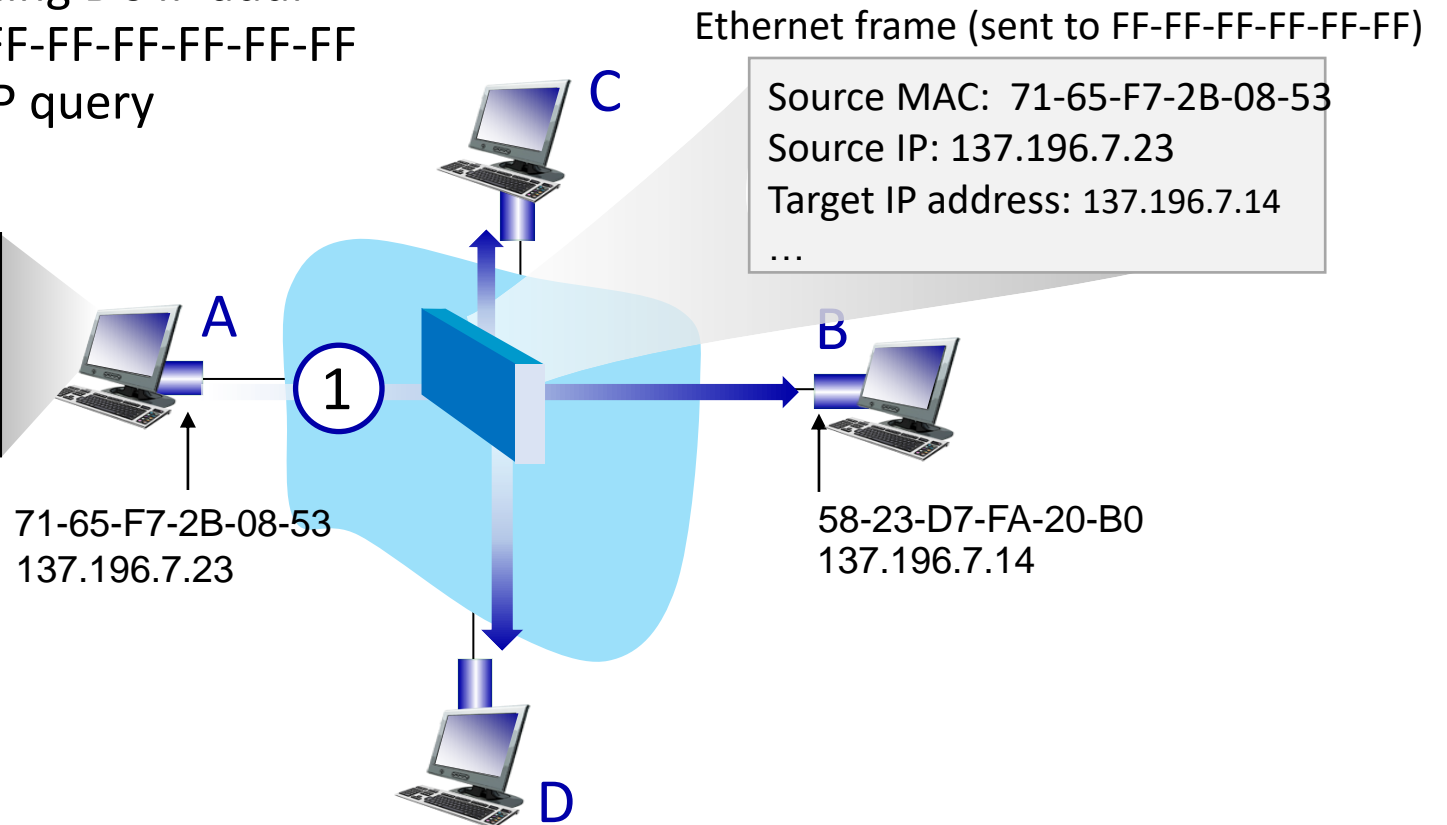 B's IP addr
FF-FF-FF-FF-FF-FF
P query
Ethernet frame (sent to FF-FF-FF-FF-FF-FF)
Source MAC: 71-65-F7-2B-08-53
Source IP: 137.196.7.23
Target IP address: 137.196.7.14
…
C
A
B
1
71-65-F7-2B-08-53
137.196.7.23
58-23-D7-FA-20-B0
137.196.7.14
D